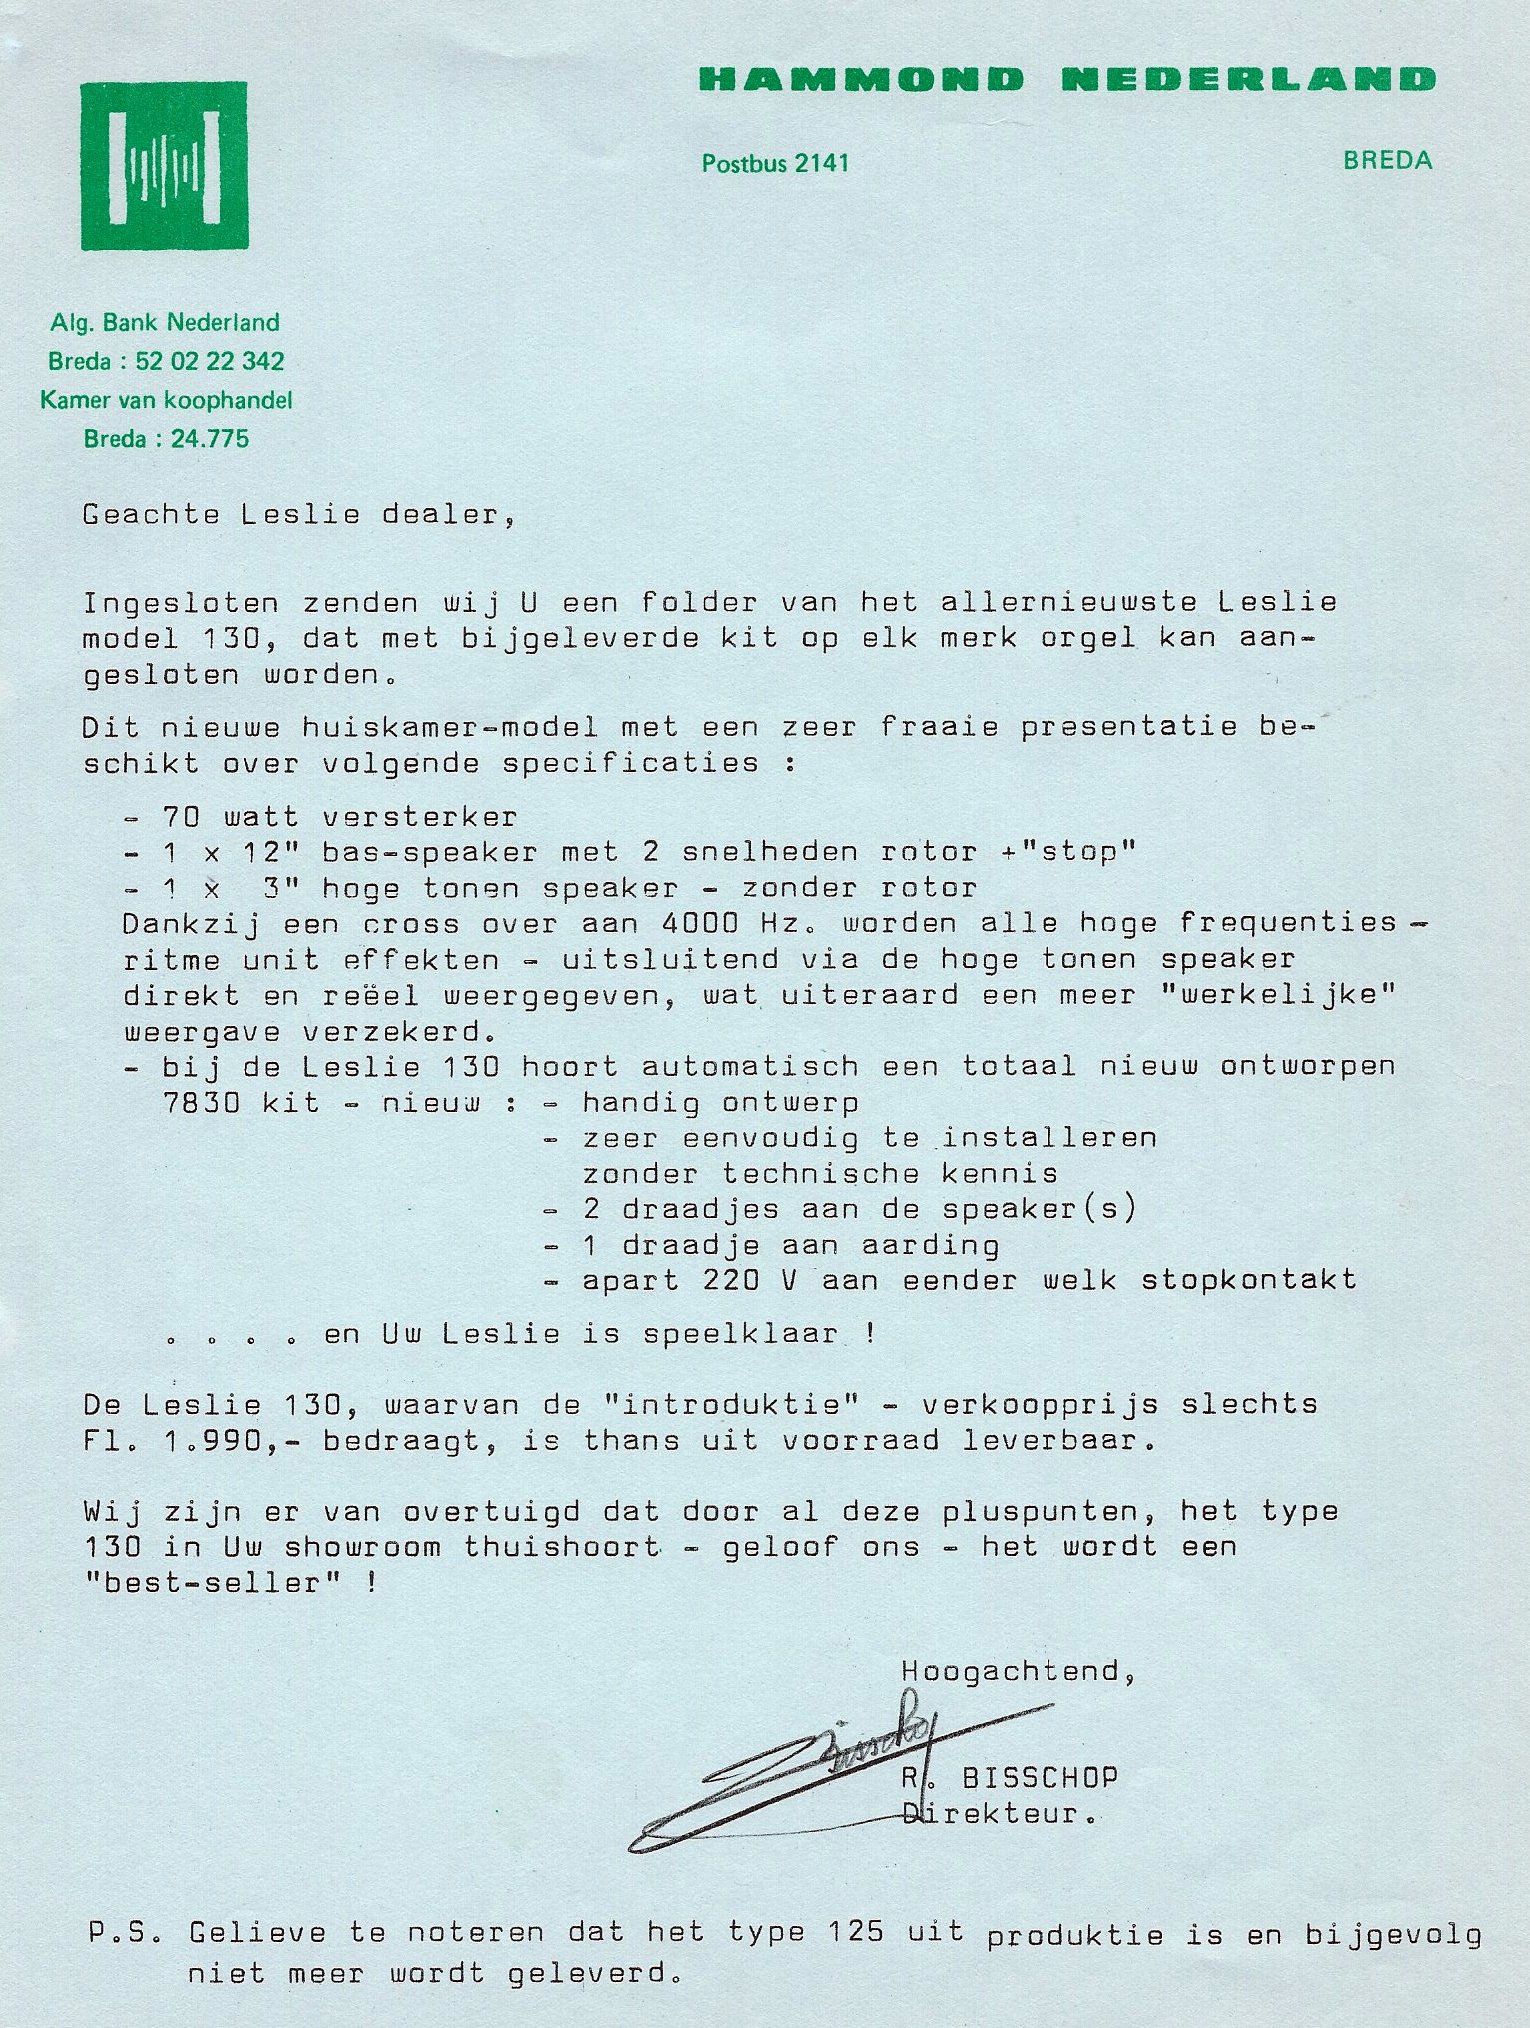 HAMMOND NEDERLAND
Postbus 2141 BREDA
Alg. Bank Nederland
Breda : 52 02 22 342
Kamer van koophandel
Breda : 24.775
Geachte Leslie dealer,
Ingesloten zenden wij U een folder van het allernieuwste Leslie
model 130, dat met bijgeleverde kit op elk merk orgel kan aan-
gesloten worden.
Dit nieuwe huiskamer-model met een zeer fraaie presentatie be-
schikt over volgende specificaties :
- 70 watt versterker
- 1 x 12" bas-speaker met 2 snelheden rotor +"stop"
- 1 x 3" hoge tonen speaker - zonder rotor
Dankzij een cross over aan 4000 Hz. worden alle hoge frequenties -
ritme unit effekten - uitsluitend via de hoge tonen speaker
direkt en reëel weergegeven, wat uiteraard een meer "werkelijke"
weergave verzekerd.
- bij de Leslie 130 hoort automatisch een totaal nieuw ontworpen
7830 kit - nieuw : - handig ontwerp
- zeer eenvoudig te installeren
zonder technische kennis
- 2 draadjes aan de speaker(s)
- 1 draadje aan aarding
- apart 220 V aan eender welk stopkontakt
. . . . en Uw Leslie is speelklaar !
De Leslie 130, waarvan de "introduktie" - verkoopprijs slechts
Fl. 1.990,- bedraagt, is thans uit voorraad leverbaar.
Wij zijn er van overtuigd dat door al deze pluspunten, het type
130 in Uw showroom thuishoort - geloof ons - het wordt een
"best-seller" !
Hoogachtend,
Bisschop
R. BISSCHOP
Direkteur.
P.S. Gelieve te noteren dat het type 125 uit produktie is en bijgevolg
niet meer wordt geleverd.